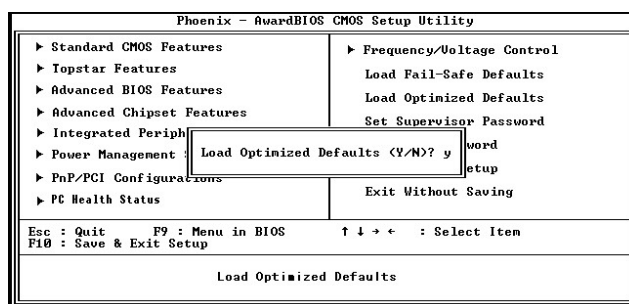 Phoenix - AwardBIOS CMOS Setup Utility
▶ Standard CMOS Features
▶ Topstar Features
▶ Advanced BIOS Features
▶ Advanced Chipset Features
▶ Integrated Periph
▶ Power Management
▶ PnP/PCI Configurations
▶ PC Health Status
▶ Frequency/Voltage Control
Load Fail-Safe Defaults
Load Optimized Defaults
Set Supervisor Password
word
etup
Exit Without Saving
Load Optimized Defaults (Y/N)? y
Esc : Quit F9 : Menu in BIOS ↑ ↓ → ← : Select Item
F10 : Save & Exit Setup
Load Optimized Defaults